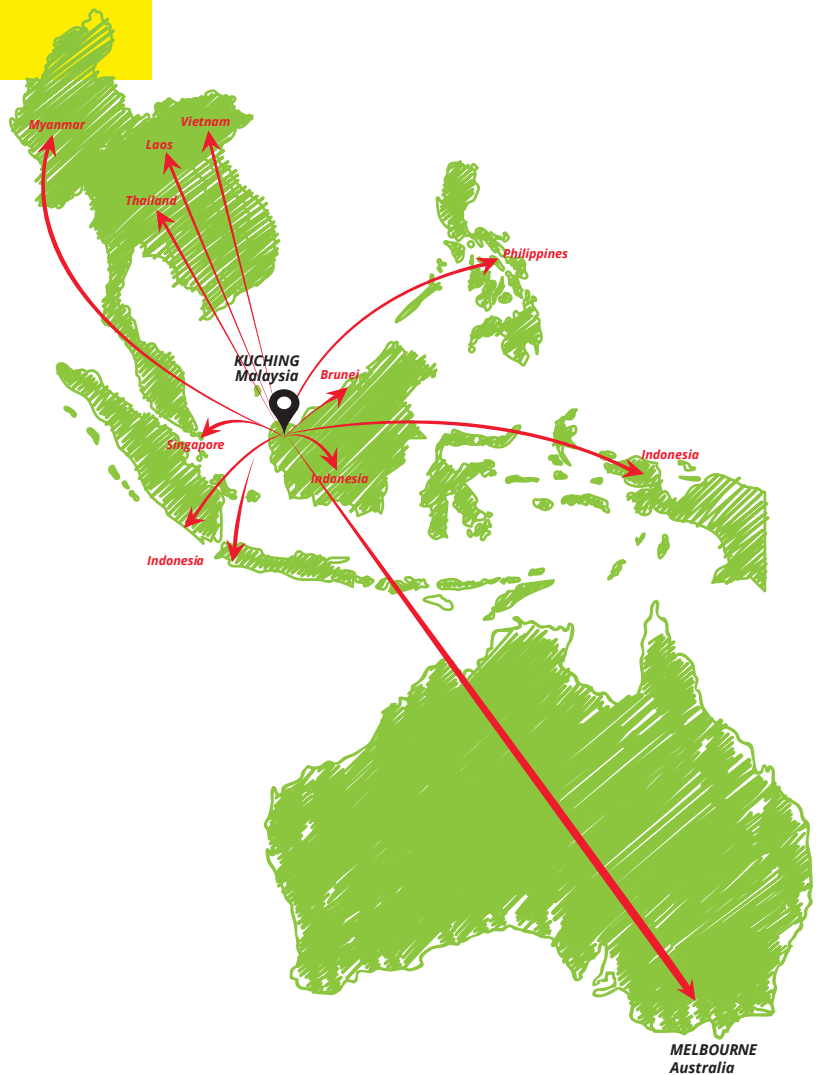 Vietnam
Myanmar
Laos
Thailand
Philippines
KUCHING
Malaysia
Brunei
Singapore
Indonesia
Indonesia
Indonesia
MELBOURNE
Australia